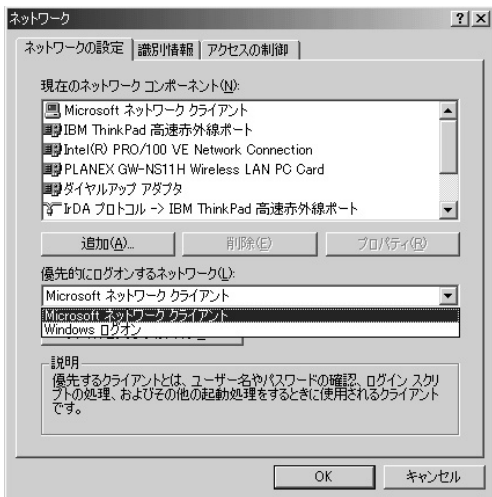 ネットワーク
ネットワークの設定 識別情報 アクセスの制御
現在のネットワーク コンポーネント(N):
Microsoft ネットワーク クライアント
IBM ThinkPad 高速赤外線ポート
Intel(R) PRO/100 VE Network Connection
PLANEX GW-NS11H Wireless LAN PC Card
ダイヤルアップ アダプタ
IrDA プロトコル -> IBM ThinkPad 高速赤外線ポート
追加(A)... 削除(E) プロパティ(R)
優先的にログオンするネットワーク(L):
Microsoft ネットワーク クライアント
Microsoft ネットワーク クライアント
Windows ログオン
説明
優先するクライアントとは、ユーザー名やパスワードの確認、ログイン スクリ
プトの処理、およびその他の起動処理をするときに使用されるクライアント
です。
OK キャンセル